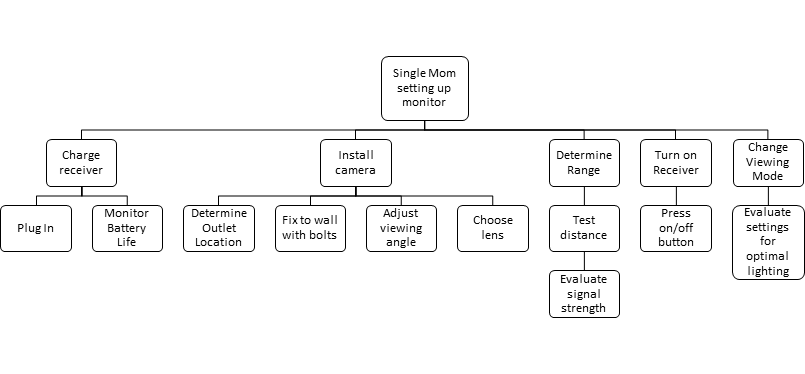 Single Mom
setting up
monitor
Charge
receiver
Install
camera
Determine
Range
Turn on
Receiver
Change
Viewing
Mode
Plug In
Monitor
Battery
Life
Determine
Outlet
Location
Fix to wall
with bolts
Adjust
viewing
angle
Choose
lens
Test
distance
Press
on/off
button
Evaluate
settings
for
optimal
lighting
Evaluate
signal
strength